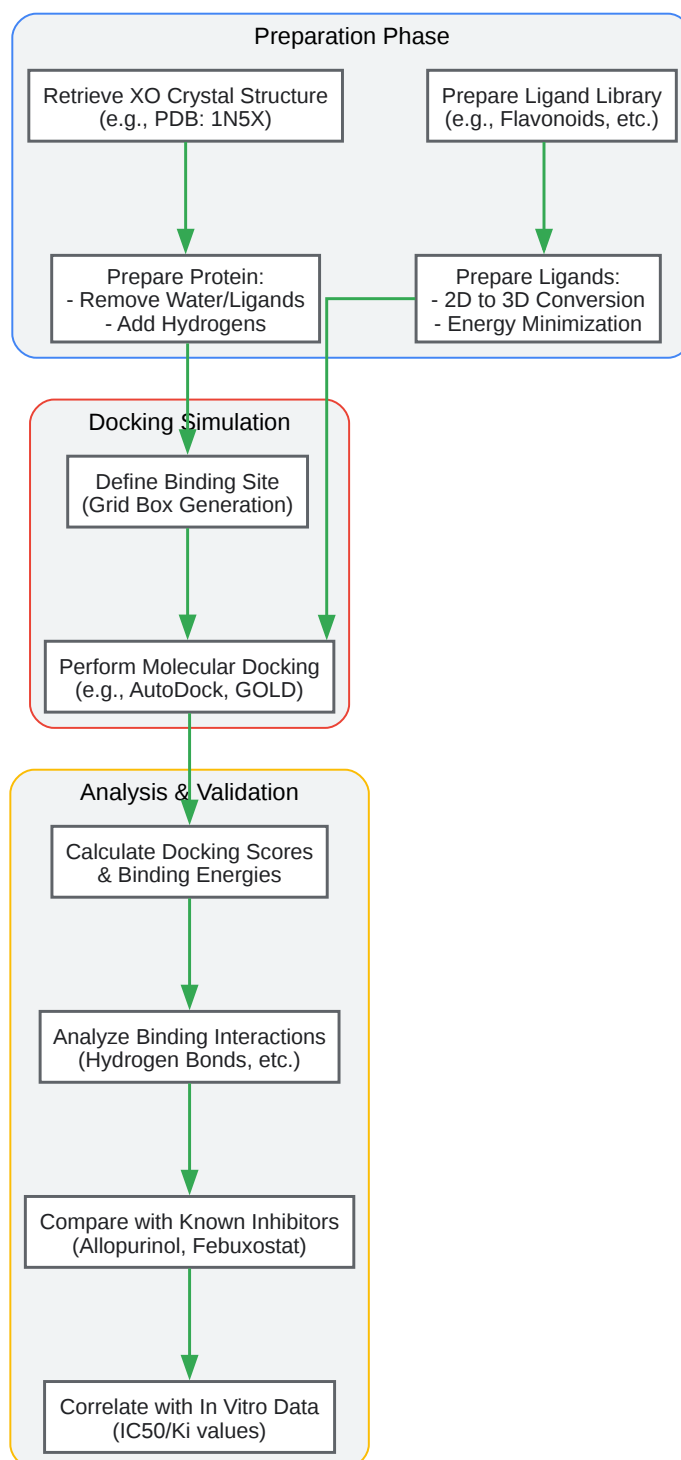 Preparation Phase
Retrieve XO Crystal Structure
(e.g., PDB: 1N5X)
Prepare Ligand Library
(e.g., Flavonoids, etc.)
Prepare Protein:
- Remove Water/Ligands
- Add Hydrogens
Prepare Ligands:
- 2D to 3D Conversion
- Energy Minimization
Docking Simulation
Define Binding Site
(Grid Box Generation)
Perform Molecular Docking
(e.g., AutoDock, GOLD)
Analysis & Validation
Calculate Docking Scores
& Binding Energies
Analyze Binding Interactions
(Hydrogen Bonds, etc.)
Compare with Known Inhibitors
(Allopurinol, Febuxostat)
Correlate with In Vitro Data
(IC50/Ki values)